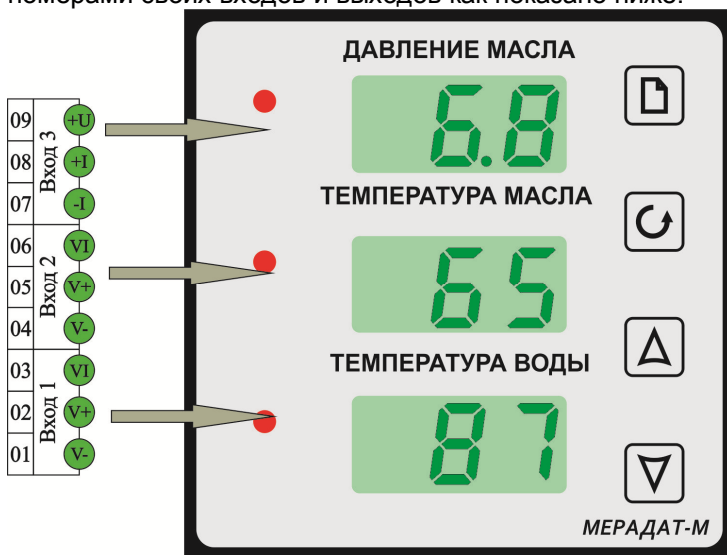 номерами своих входов и выходов как показано ниже.
ДАВЛЕНИЕ МАСЛА
6.8
ТЕМПЕРАТУРА МАСЛА
65
ТЕМПЕРАТУРА ВОДЫ
87
МЕРАДАТ-М
09 +U
08 +I
07 -I
Вход 3
06 VI
05 V+
04 V-
Вход 2
03 VI
02 V+
01 V-
Вход 1